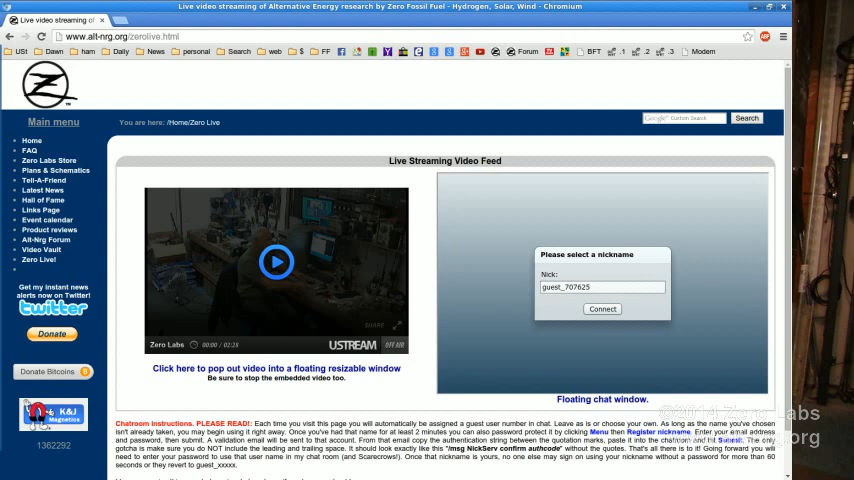 Live video streaming of Alternative Energy research by Zero Fossil Fuel - Hydrogen, Solar, Wind - Chromium
Live video streaming of
www.alt-nrg.org/zerolive.html
USt Dawn ham Daily News personal Search web $ FF Forum BFT .1 .2 .3 Modem
Z
Main menu
You are here: /Home/Zero Live
Google Custom Search
Search
Home
FAQ
Zero Labs Store
Plans & Schematics
Tell-A-Friend
Latest News
Hall of Fame
Links Page
Event calendar
Product reviews
Alt-Nrg Forum
Video Vault
Zero Live!
Get my instant news
alerts now on Twitter!
twitter
Donate
Donate Bitcoins 0
K&J
Magnetics
1362292
Live Streaming Video Feed
SHARE
Zero Labs 00:00 / 02:28 USTREAM OFF AIR
Click here to pop out video into a floating resizable window
Be sure to stop the embedded video too.
Please select a nickname
Nick:
guest_707625
Connect
Floating chat window.
Chatroom instructions. PLEASE READ!: Each time you visit this page you will automatically be assigned a guest user number in chat. Leave as is or choose your own. As long as the name you've chosen
isn't already taken, you may begin using it right away. Once you've had that name for at least 2 minutes you can also password protect it by clicking Menu then Register nickname. Enter your email address
and password, then submit. A validation email will be sent to that account. From that email copy the authentication string between the quotation marks, paste it into the chatroom and hit Submit. The only
gotcha is make sure you do NOT include the leading and trailing space. It should look exactly like this "/msg NickServ confirm authcode" without the quotes. That's all there is to it! Going forward you will
need to enter your password to use that user name in my chat room (and Scarecrows!). Once that nickname is yours, no one else may sign on using your nickname without a password for more than 60
seconds or they revert to guest_xxxxx.
©2014 Zero Labs